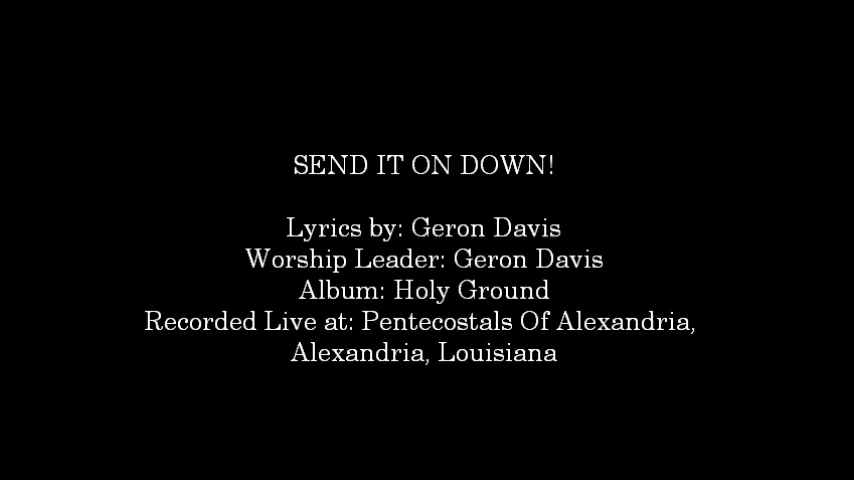 SEND IT ON DOWN!
Lyrics by: Geron Davis
Worship Leader: Geron Davis
Album: Holy Ground
Recorded Live at: Pentecostals Of Alexandria,
Alexandria, Louisiana